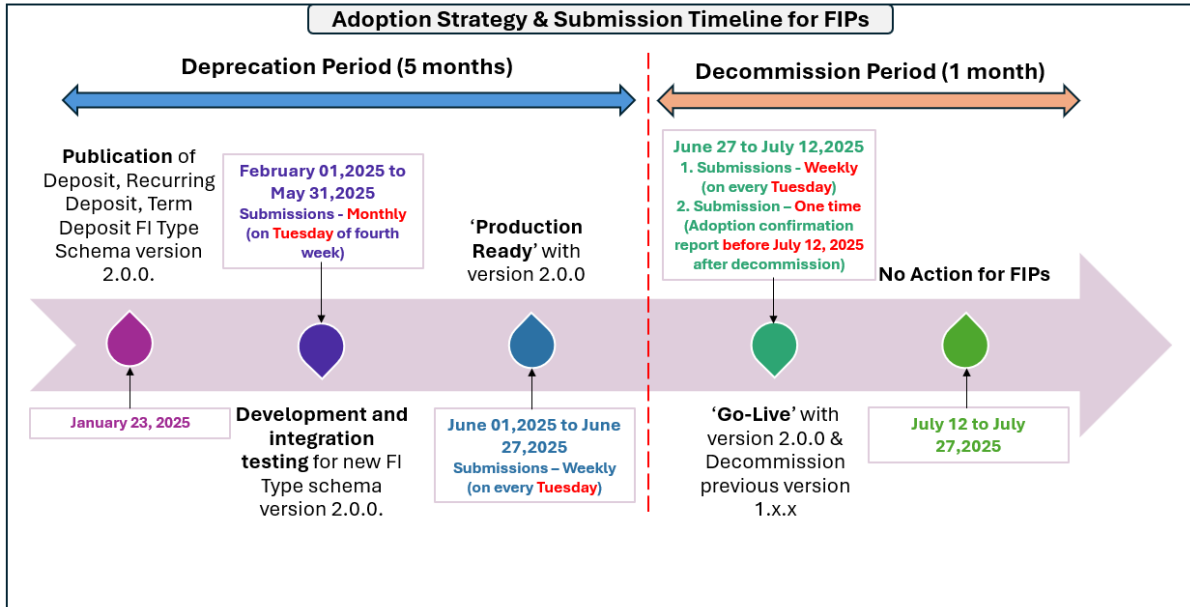 Adoption Strategy & Submission Timeline for FIPs
Deprecation Period (5 months)
Decommission Period (1 month)
Publication of
Deposit, Recurring
Deposit, Term
Deposit FI Type
Schema version
2.0.0.
January 23, 2025
February 01,2025 to
May 31,2025
Submissions - Monthly
(on Tuesday of fourth
week)
Development and
integration
testing for new FI
Type schema
version 2.0.0.
‘Production
Ready’ with
version 2.0.0
June 01,2025 to June
27,2025
Submissions – Weekly
(on every Tuesday)
June 27 to July 12,2025
1. Submissions - Weekly
(on every Tuesday)
2. Submission – One time
(Adoption confirmation
report before July 12, 2025
after decommission)
‘Go-Live’ with
version 2.0.0 &
Decommission
previous version
1.x.x
No Action for FIPs
July 12 to July
27,2025